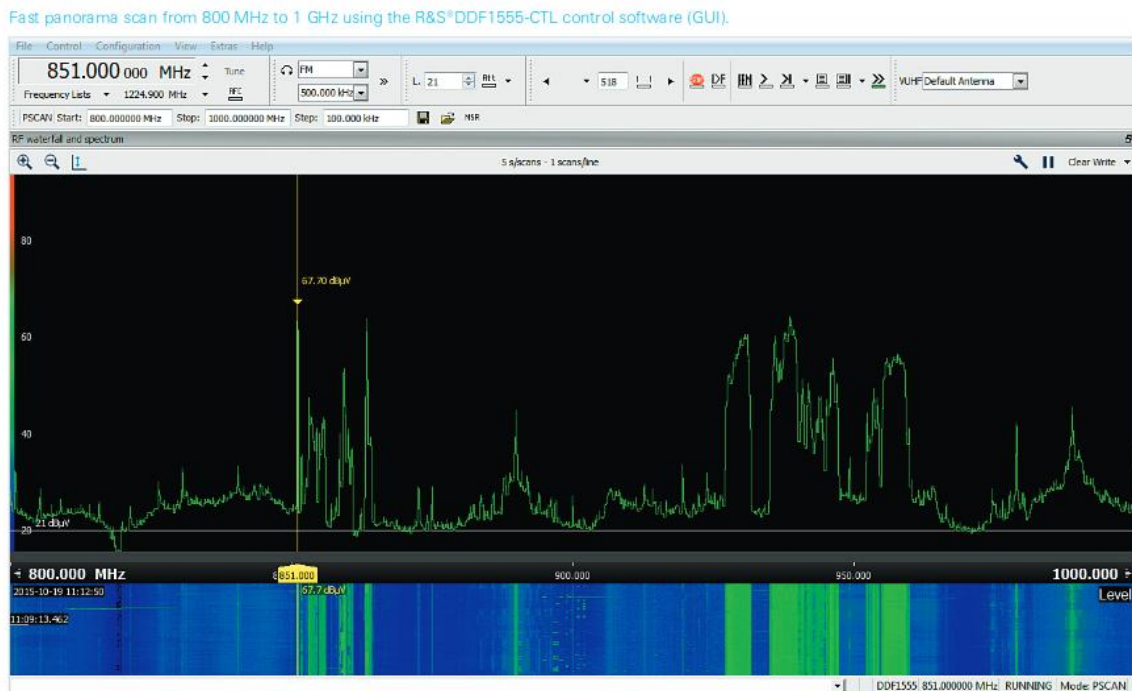 Fast panorama scan from 800 MHz to 1 GHz using the R&S®DDF1555-CTL control software (GUI).
File Control Configuration View Extras Help
851.000 000 MHz Tune FM L. 21 Att 518 DF VUHF Default Antenna
Frequency Lists 1224.900 MHz AFC 500.000 kHz
PSCAN Start: 800.000000 MHz Stop: 1000.000000 MHz Step: 100.000 kHz MSR
RF waterfall and spectrum
5 s/scans - 1 scans/line Clear Write
80
67.70 dBµV
60
40
21 dBµV
20
800.000 MHz 851.000 900.000 950.000 1000.000
2015-10-19 11:12:50 67.7 dBµV Level
11:09:13.462
DDF1555 851.000000 MHz RUNNING Mode: PSCAN